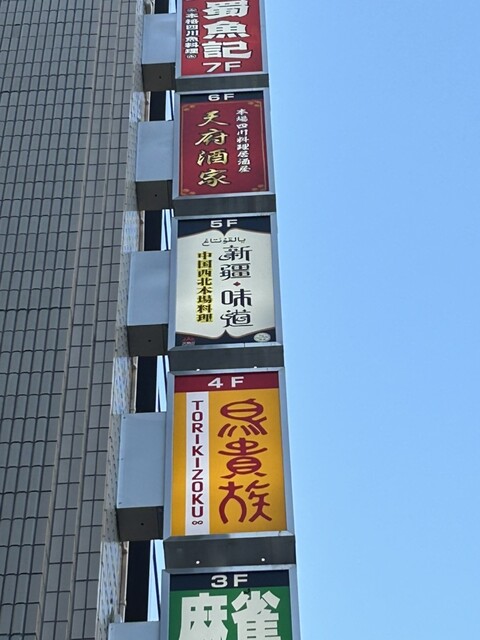 蜀魚記
本格四川魚料理
7F
6F
本場四川料理居酒屋
天府酒家
5F
新疆・味道
中国西北本場料理
4F
鳥貴族
TORIKIZOKU∞
3F
麻雀